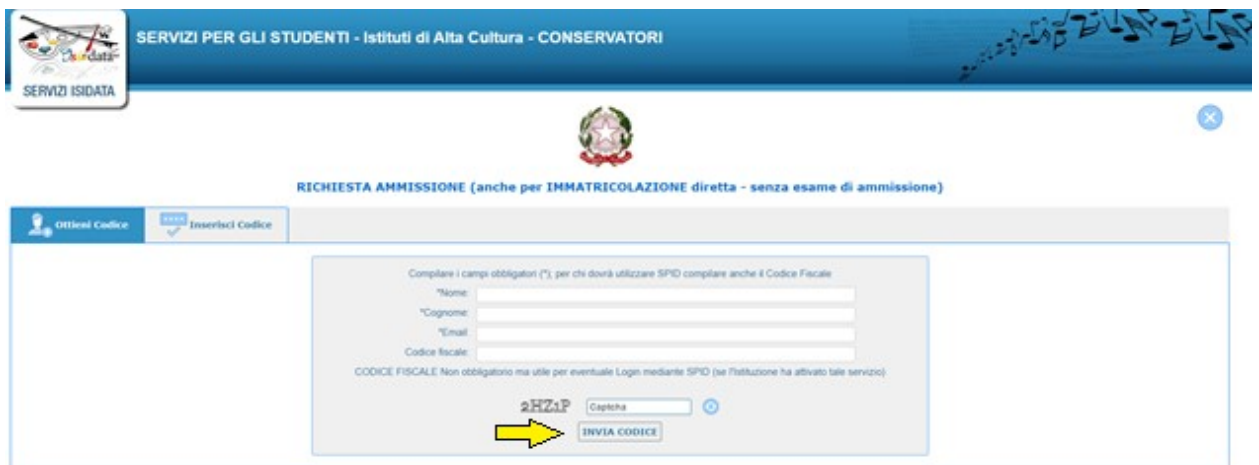 SERVIZI PER GLI STUDENTI - Istituti di Alta Cultura - CONSERVATORI
Isidata
SERVIZI ISIDATA
RICHIESTA AMMISSIONE (anche per IMMATRICOLAZIONE diretta - senza esame di ammissione)
Ottieni Codice
Inserisci Codice
Compilare i campi obbligatori (*), per chi dovrà utilizzare SPID compilare anche il Codice Fiscale
*Nome:
*Cognome:
*Email:
Codice fiscale:
CODICE FISCALE Non obbligatorio ma utile per eventuale Login mediante SPID (se l'Istituzione ha attivato tale servizio)
2HZ1P Captcha
INVIA CODICE